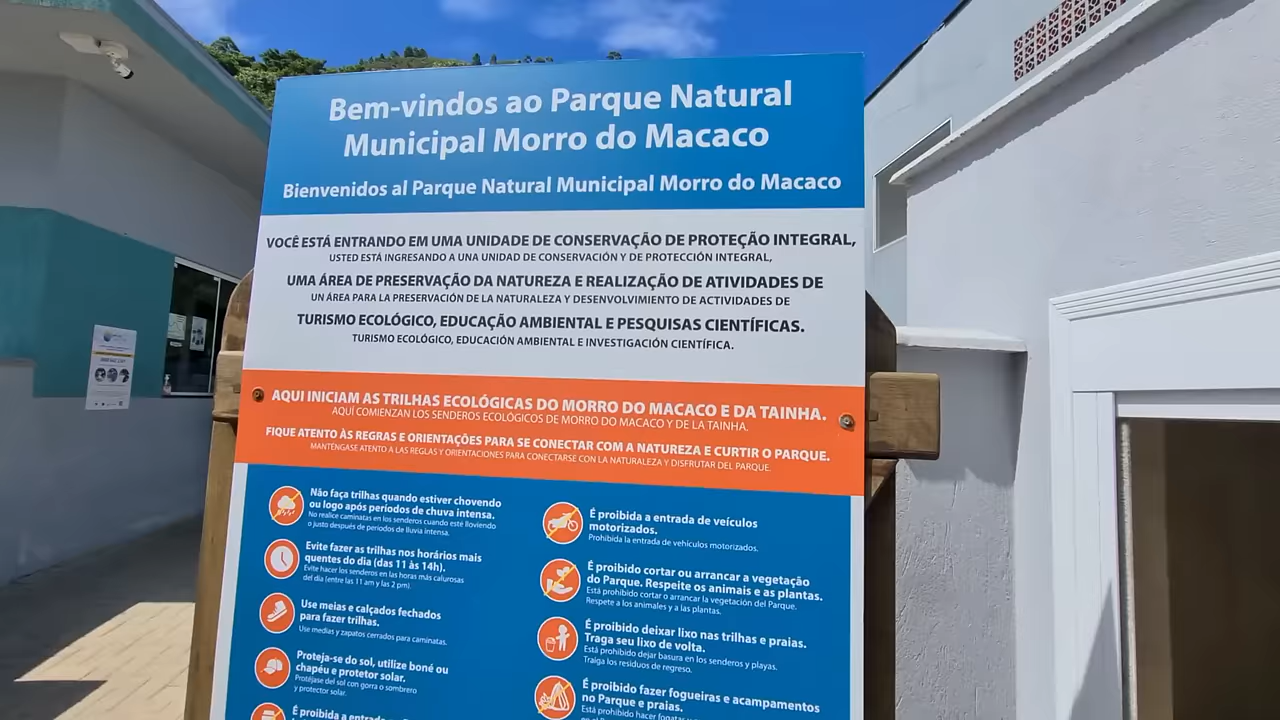 Bem-vindos ao Parque Natural
Municipal Morro do Macaco
Bienvenidos al Parque Natural Municipal Morro do Macaco
VOCÊ ESTÁ ENTRANDO EM UMA UNIDADE DE CONSERVAÇÃO DE PROTEÇÃO INTEGRAL,
USTED ESTÁ INGRESANDO A UNA UNIDAD DE CONSERVACIÓN Y DE PROTECCIÓN INTEGRAL,
UMA ÁREA DE PRESERVAÇÃO DA NATUREZA E REALIZAÇÃO DE ATIVIDADES DE
UN ÁREA PARA LA PRESERVACIÓN DE LA NATURALEZA Y DESENVOLVIMIENTO DE ACTIVIDADES DE
TURISMO ECOLÓGICO, EDUCAÇÃO AMBIENTAL E PESQUISAS CIENTÍFICAS.
TURISMO ECOLÓGICO, EDUCACIÓN AMBIENTAL E INVESTIGACIÓN CIENTÍFICA.
AQUI INICIAM AS TRILHAS ECOLÓGICAS DO MORRO DO MACACO E DA TAINHA.
AQUÍ COMIENZAN LOS SENDEROS ECOLÓGICOS DE MORRO DO MACACO Y DE LA TAINHA.
FIQUE ATENTO ÀS REGRAS E ORIENTAÇÕES PARA SE CONECTAR COM A NATUREZA E CURTIR O PARQUE.
MANTÉNGASE ATENTO A LAS REGLAS Y ORIENTACIONES PARA CONECTARSE CON LA NATURALEZA Y DISFRUTAR DEL PARQUE.
Não faça trilhas quando estiver chovendo
ou logo após períodos de chuva intensa.
No realice caminatas en los senderos cuando esté lloviendo
o justo después de períodos de lluvia intensa.
Evite fazer as trilhas nos horários mais
quentes do dia (das 11 às 14h).
Evite hacer los senderos en las horas más calurosas
del día (entre las 11 am y las 2 pm).
Use meias e calçados fechados
para fazer trilhas.
Use medias y zapatos cerrados para caminatas.
Proteja-se do sol, utilize boné ou
chapéu e protetor solar.
Protéjase del sol con gorra o sombrero
y protector solar.
É proibida a
É proibida a entrada de veículos
motorizados.
Prohibida la entrada de vehículos motorizados.
É proibido cortar ou arrancar a vegetação
do Parque. Respeite os animais e as plantas.
Está prohibido cortar o arrancar la vegetación del Parque.
Respete a los animales y a las plantas.
É proibido deixar lixo nas trilhas e praias.
Traga seu lixo de volta.
Está prohibido dejar basura en los senderos y playas.
Traiga los residuos de regreso.
É proibido fazer fogueiras e acampamentos
no Parque e praias.
Está prohibido hacer